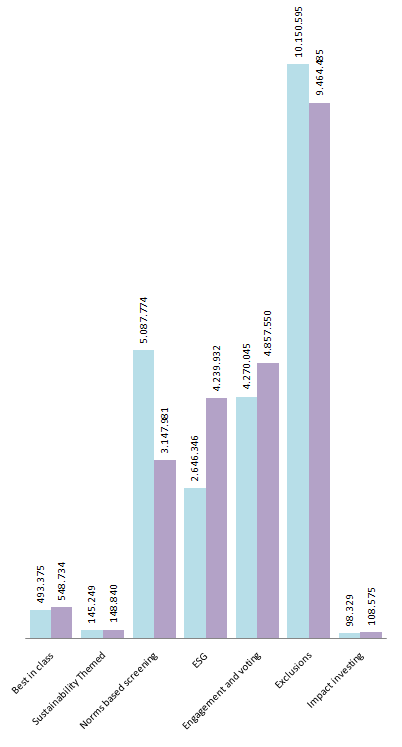 493.375
548.734
145.249
148.840
5.087.774
3.147.981
2.646.346
4.239.932
4.270.045
4.857.550
10.150.595
9.464.485
98.329
108.575
Best in class
Sustainability Themed
Norms based screening
ESG
Engagement and voting
Exclusions
Impact investing